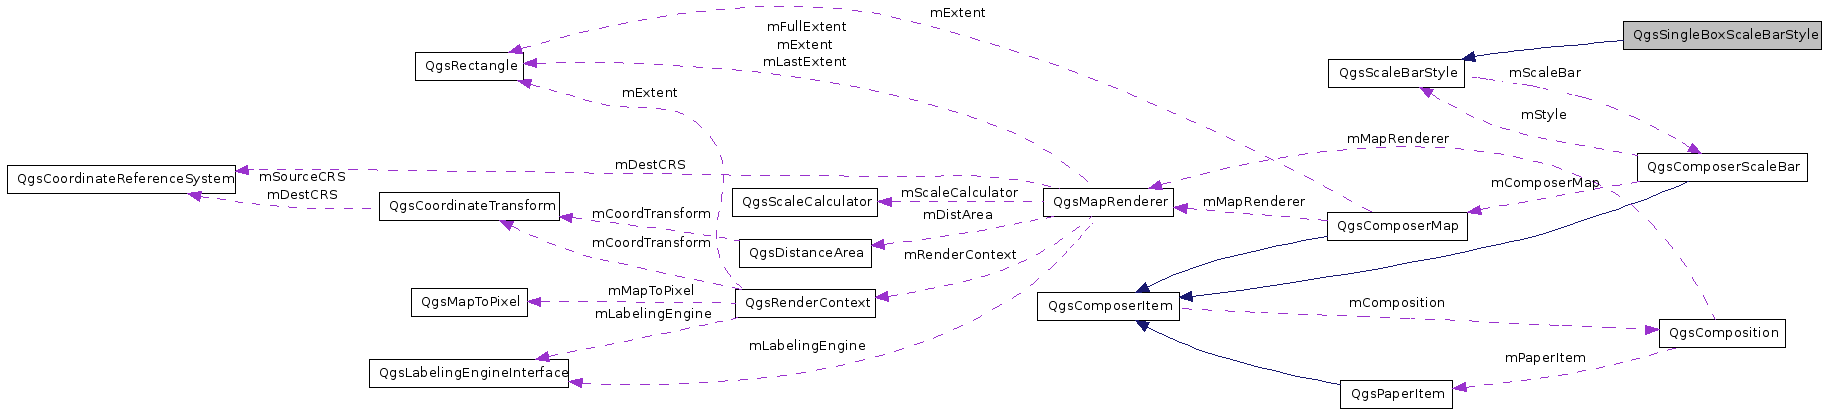 mExtent
mFullExtent
mExtent
mLastExtent
QgsSingleBoxScaleBarStyle
QgsRectangle
QgsScaleBarStyle
mScaleBar
mExtent
mStyle
mMapRenderer
mDestCRS
QgsComposerScaleBar
QgsCoordinateReferenceSystem
mSourceCRS
mDestCRS
mComposerMap
QgsCoordinateTransform
QgsScaleCalculator
mScaleCalculator
QgsMapRenderer
mMapRenderer
mCoordTransform
mDistArea
QgsComposerMap
mCoordTransform
QgsDistanceArea
mRenderContext
mMapToPixel
QgsMapToPixel
QgsRenderContext
QgsComposerItem
mComposition
mLabelingEngine
QgsComposition
mLabelingEngine
mPaperItem
QgsLabelingEngineInterface
QgsPaperItem